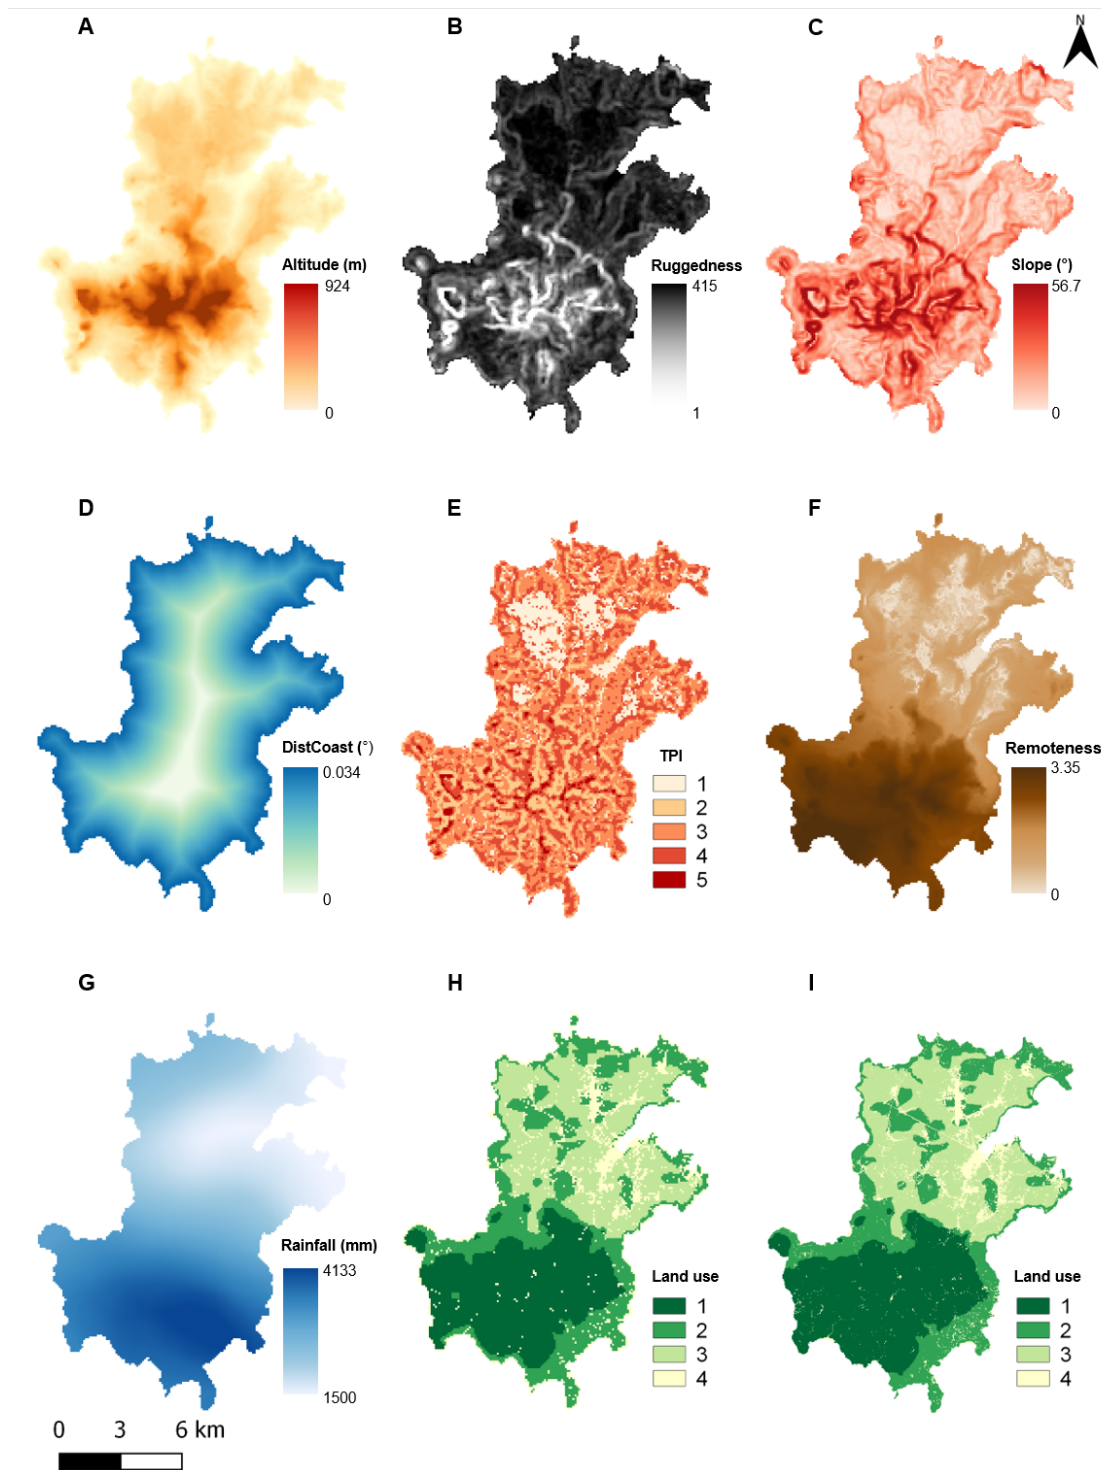 A
B
C
N
Altitude (m)
924
0
Ruggedness
415
1
Slope (°)
56.7
0
D
E
F
DistCoast (°)
0.034
0
TPI
1
2
3
4
5
Remoteness
3.35
0
G
H
I
Rainfall (mm)
4133
1500
Land use
1
2
3
4
Land use
1
2
3
4
0 3 6 km